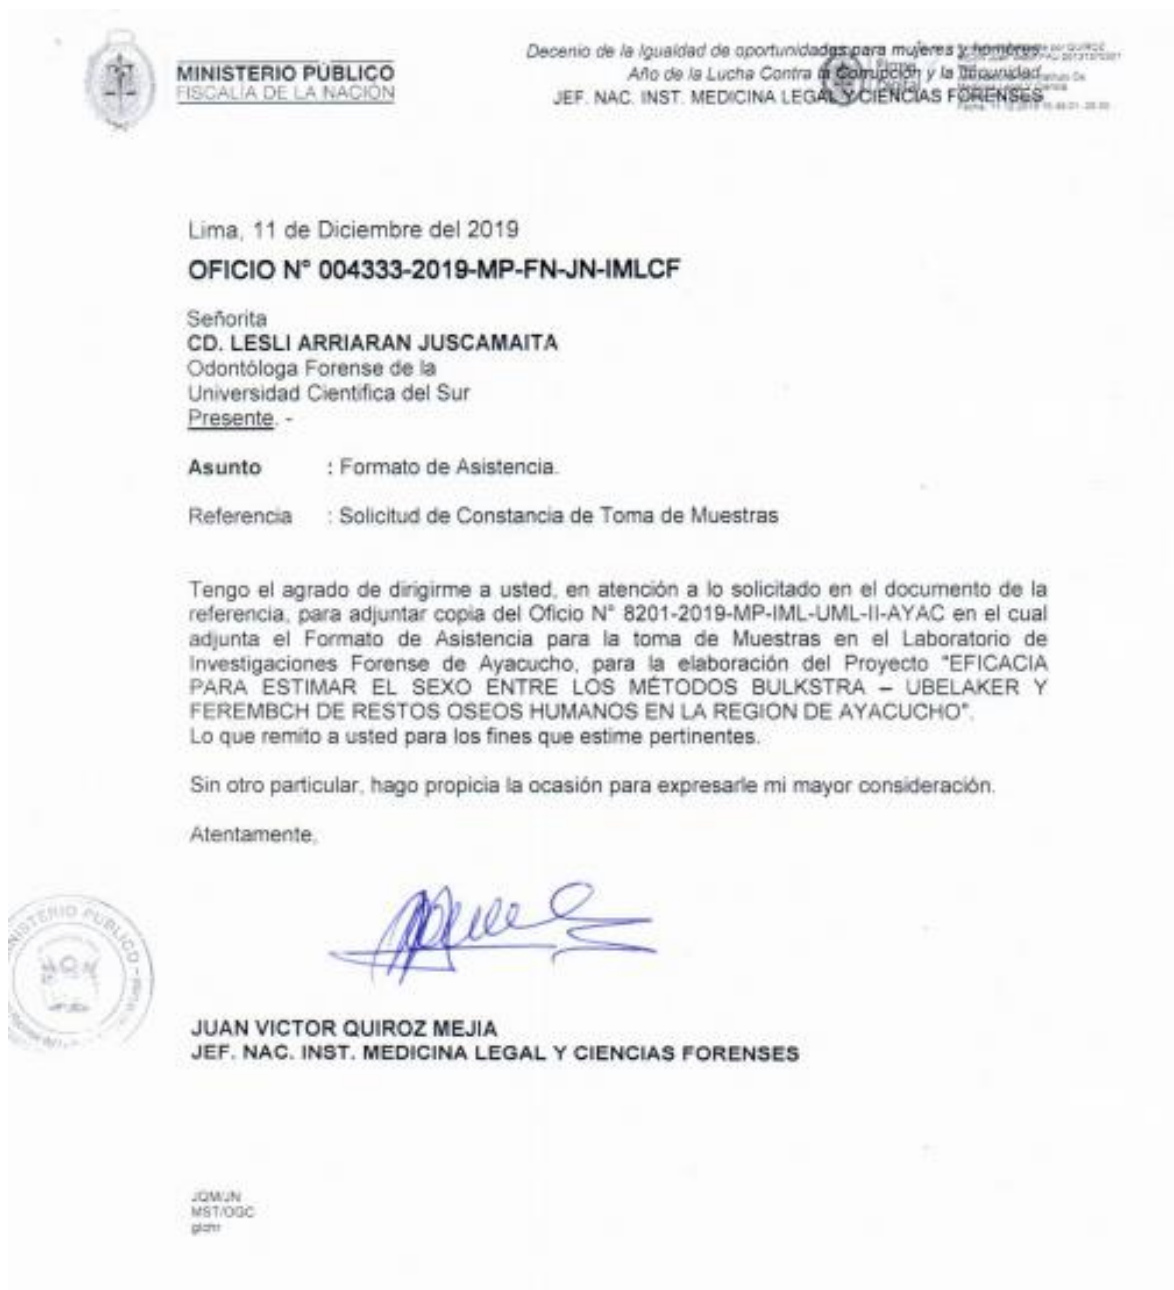 MINISTERIO PÚBLICO
FISCALÍA DE LA NACIÓN
Decenio de la Igualdad de oportunidades para mujeres y hombres
Año de la Lucha Contra la Corrupción y la Impunidad
JEF. NAC. INST. MEDICINA LEGAL Y CIENCIAS FORENSES
Lima, 11 de Diciembre del 2019
OFICIO N° 004333-2019-MP-FN-JN-IMLCF
Señorita
CD. LESLI ARRIARAN JUSCAMAITA
Odontóloga Forense de la
Universidad Científica del Sur
Presente. -
Asunto : Formato de Asistencia.
Referencia : Solicitud de Constancia de Toma de Muestras
Tengo el agrado de dirigirme a usted, en atención a lo solicitado en el documento de la
referencia, para adjuntar copia del Oficio N° 8201-2019-MP-IML-UML-II-AYAC en el cual
adjunta el Formato de Asistencia para la toma de Muestras en el Laboratorio de
Investigaciones Forense de Ayacucho, para la elaboración del Proyecto "EFICACIA
PARA ESTIMAR EL SEXO ENTRE LOS MÉTODOS BULKSTRA – UBELAKER Y
FEREMBCH DE RESTOS OSEOS HUMANOS EN LA REGION DE AYACUCHO".
Lo que remito a usted para los fines que estime pertinentes.
Sin otro particular, hago propicia la ocasión para expresarle mi mayor consideración.
Atentamente,
MINISTERIO PUBLICO
JUAN VICTOR QUIROZ MEJIA
JEF. NAC. INST. MEDICINA LEGAL Y CIENCIAS FORENSES
JQM/JN
MST/OGC
glchr